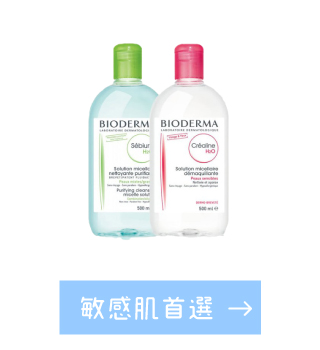 BIODERMA
LABORATOIRE DERMATOLOGIQUE
Sébium
H2O
Solution micellaire
nettoyante purifiante
Purifying cleansing
micelle solution
500 ml
BIODERMA
LABORATOIRE DERMATOLOGIQUE
Créaline
H2O
Solution micellaire
démaquillante
Peaux sensibles
500 ml e
敏感肌首選 →